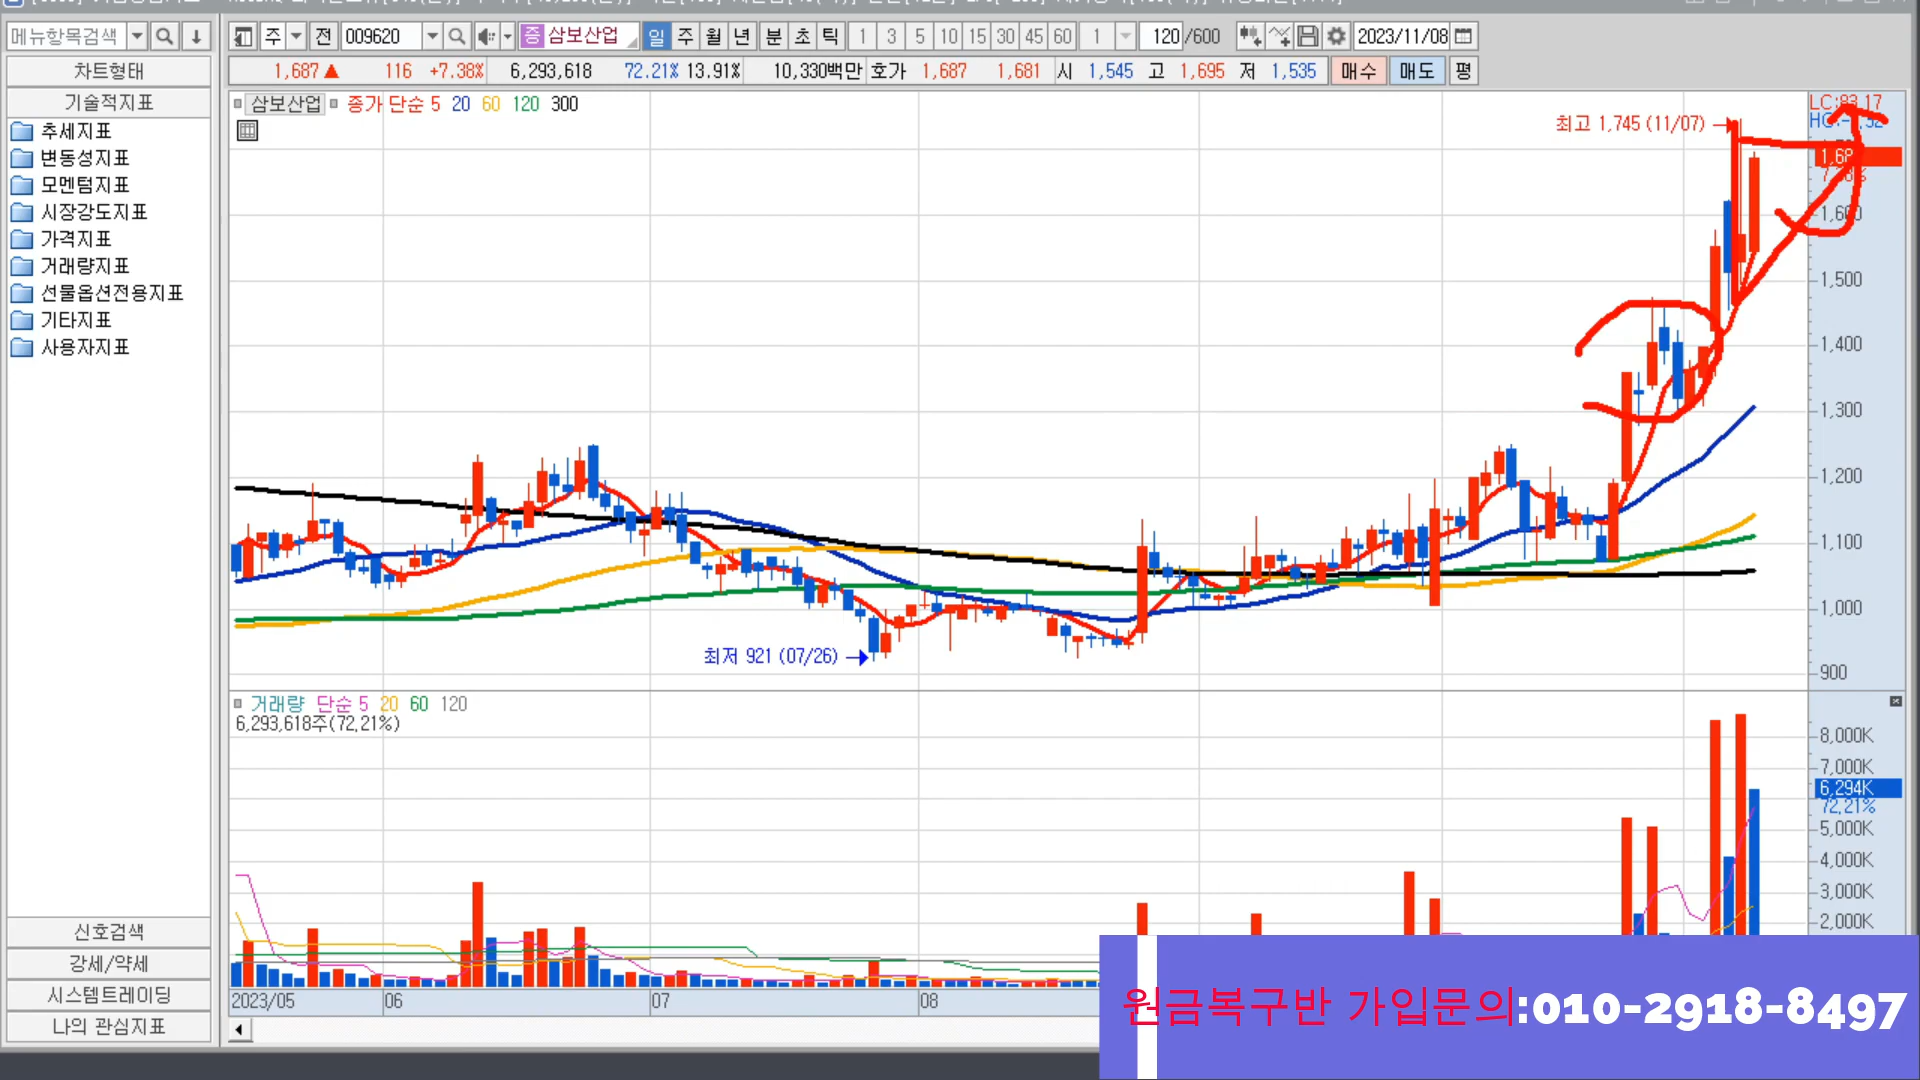 메뉴항목검색 주 전 009620 증 삼보산업 일 주 월 년 분 초 틱 1 3 5 10 15 30 45 60 1 120 /600 2023/11/08
1,687 ▲ 116 +7.38% 6,293,618 72.21% 13.91% 10,330백만 호가 1,687 1,681 시 1,545 고 1,695 저 1,535 매수 매도 평
차트형태
기술적지표
추세지표
변동성지표
모멘텀지표
시장강도지표
가격지표
거래량지표
선물옵션전용지표
기타지표
사용자지표
신호검색
강세/약세
시스템트레이딩
나의 관심지표
삼보산업 종가 단순 5 20 60 120 300
최고 1,745 (11/07)
LC:83.17
1,600
1,500
1,400
1,300
1,200
1,100
1,000
900
최저 921 (07/26)
거래량 단순 5 20 60 120
6,293,618주(72,21%)
8,000K
7,000K
6,294K
72,21%
5,000K
4,000K
3,000K
2,000K
2023/05 06 07 08
원금복구반 가입문의:010-2918-8497